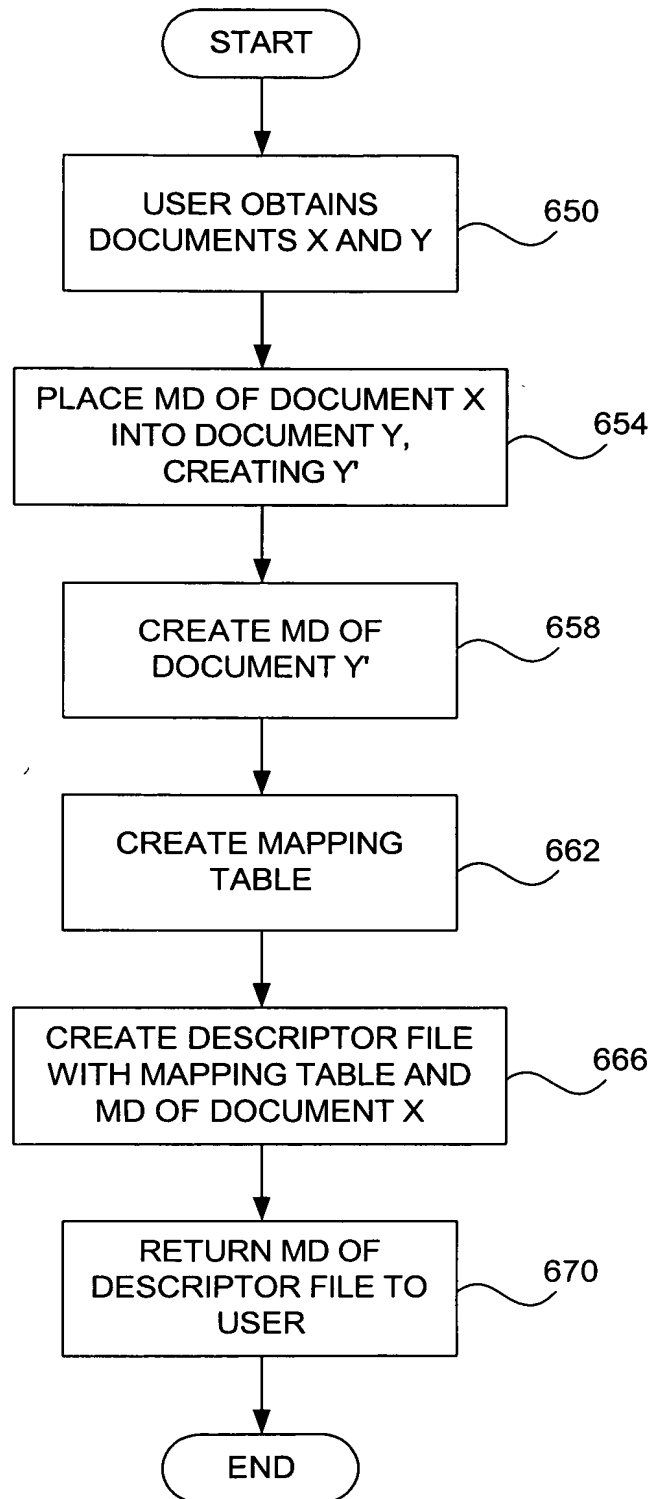 START
USER OBTAINS
DOCUMENTS X AND Y
650
PLACE MD OF DOCUMENT X
INTO DOCUMENT Y,
CREATING Y'
654
CREATE MD OF
DOCUMENT Y'
658
CREATE MAPPING
TABLE
662
CREATE DESCRIPTOR FILE
WITH MAPPING TABLE AND
MD OF DOCUMENT X
666
RETURN MD OF
DESCRIPTOR FILE TO
USER
670
END